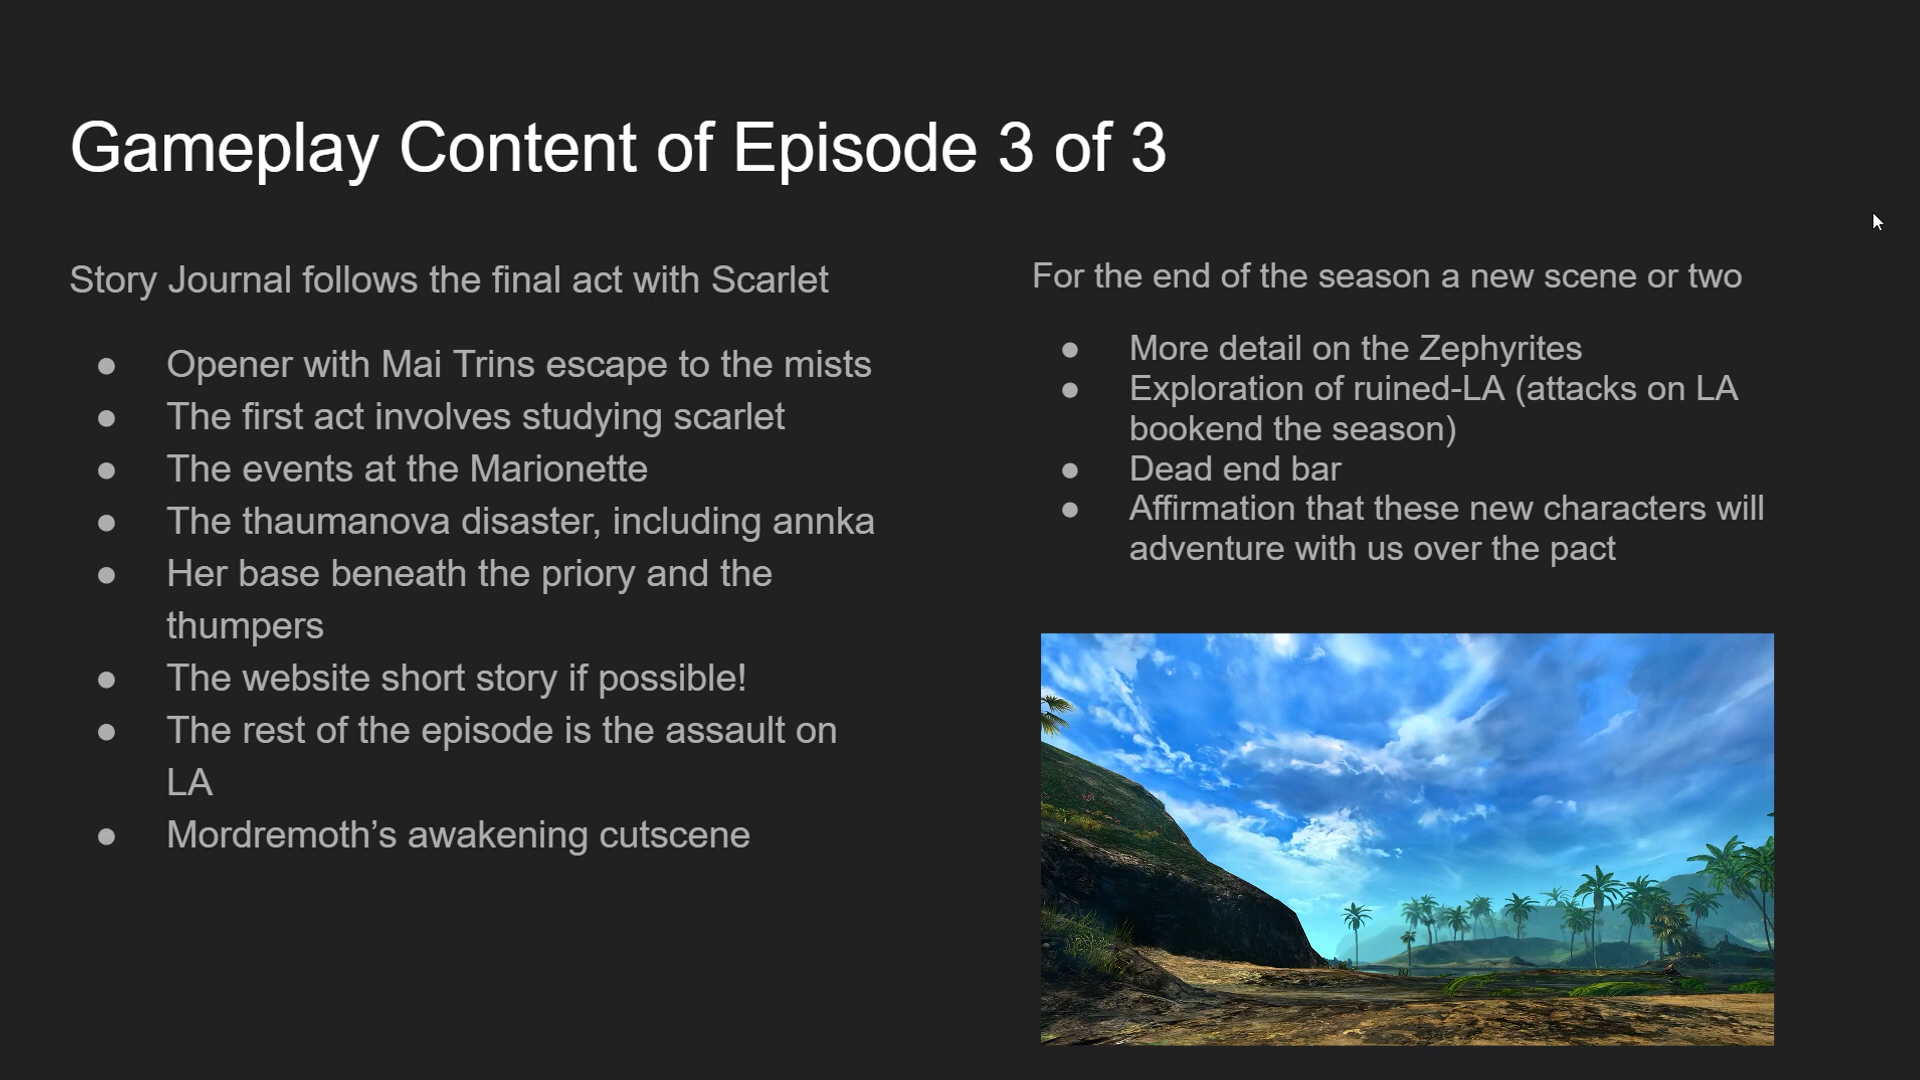 Gameplay Content of Episode 3 of 3
Story Journal follows the final act with Scarlet
● Opener with Mai Trins escape to the mists
● The first act involves studying scarlet
● The events at the Marionette
● The thaumanova disaster, including annka
● Her base beneath the priory and the
thumpers
● The website short story if possible!
● The rest of the episode is the assault on
LA
● Mordremoth’s awakening cutscene
For the end of the season a new scene or two
● More detail on the Zephyrites
● Exploration of ruined-LA (attacks on LA
bookend the season)
● Dead end bar
● Affirmation that these new characters will
adventure with us over the pact